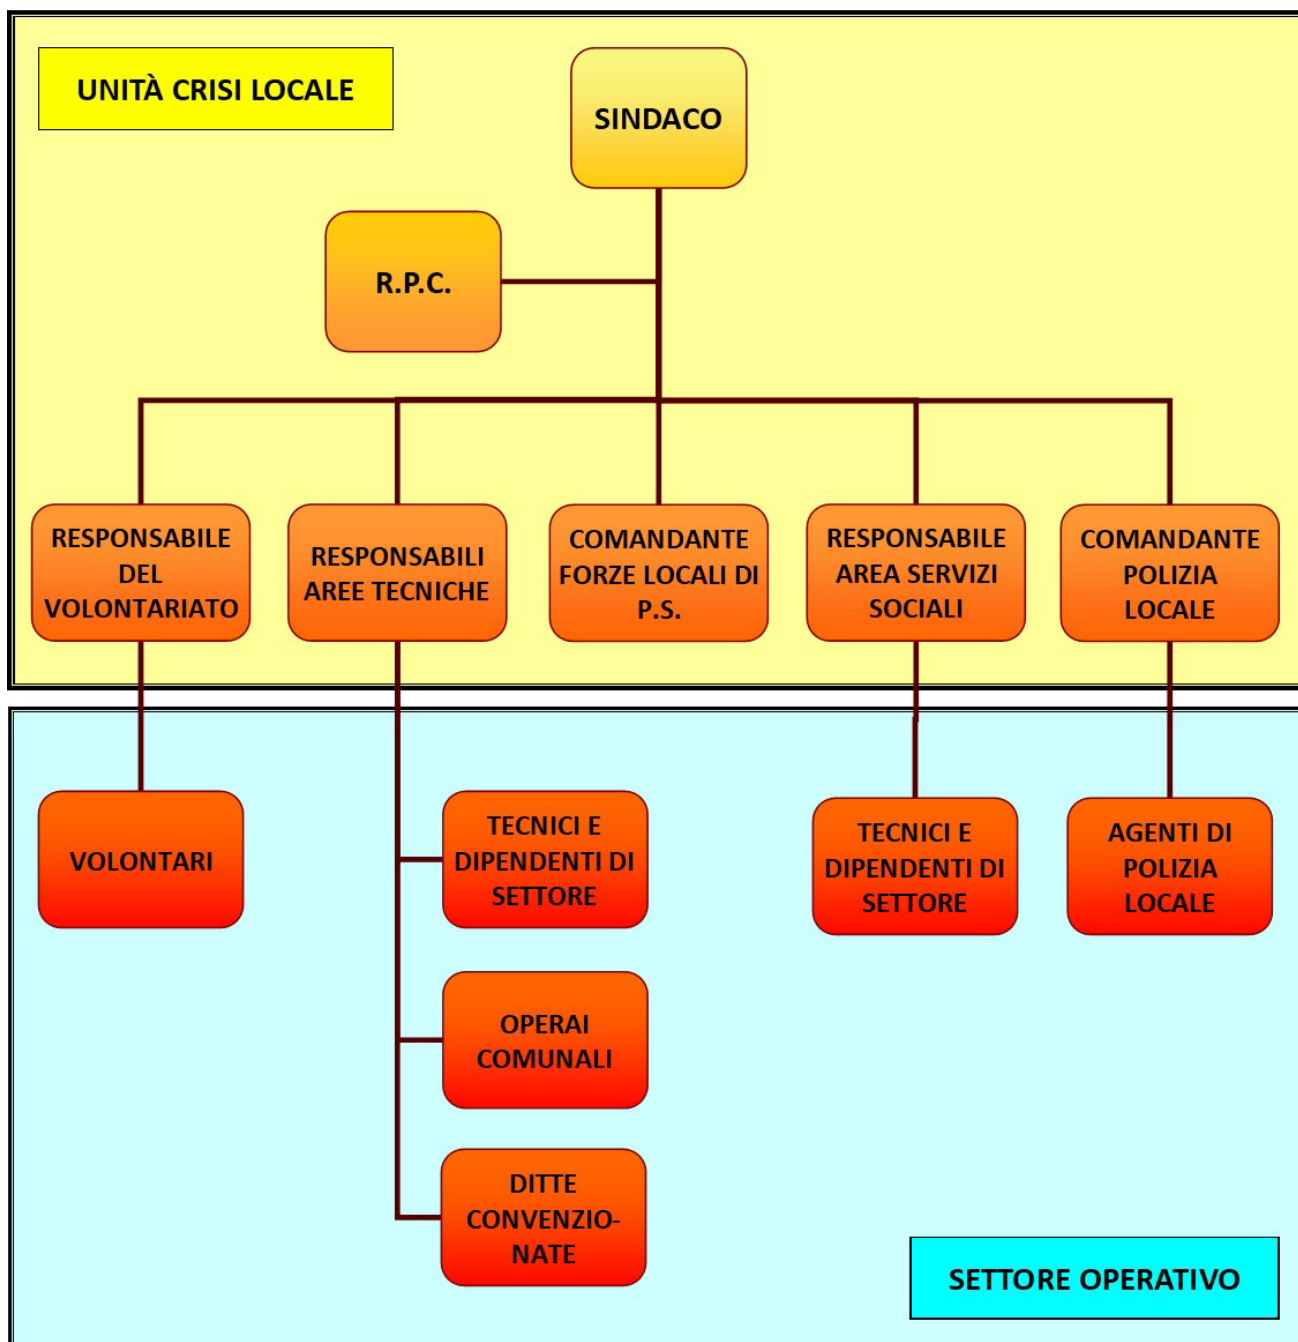 UNITÀ CRISI LOCALE
SINDACO
R.P.C.
RESPONSABILE
DEL
VOLONTARIATO
RESPONSABILI
AREE TECNICHE
COMANDANTE
FORZE LOCALI DI
P.S.
RESPONSABILE
AREA SERVIZI
SOCIALI
COMANDANTE
POLIZIA
LOCALE
VOLONTARI
TECNICI E
DIPENDENTI DI
SETTORE
TECNICI E
DIPENDENTI DI
SETTORE
AGENTI DI
POLIZIA
LOCALE
OPERAI
COMUNALI
DITTE
CONVENZIO-
NATE
SETTORE OPERATIVO